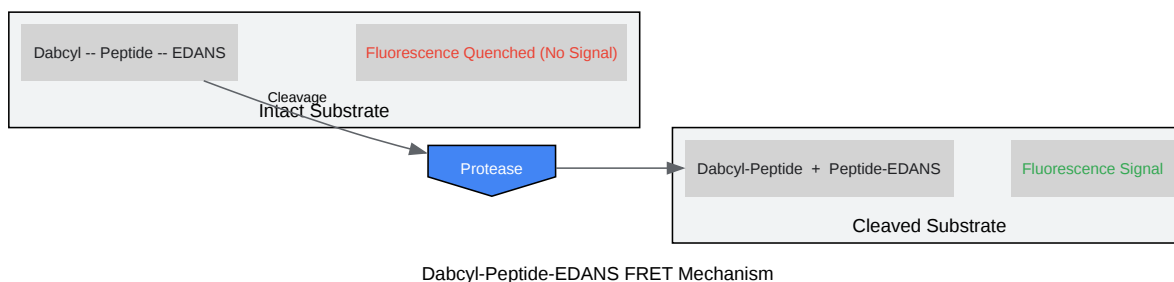 Dabcyl -- Peptide -- EDANS
Fluorescence Quenched (No Signal)
Cleavage
Intact Substrate
Protease
Dabcyl-Peptide + Peptide-EDANS
Fluorescence Signal
Cleaved Substrate
Dabcyl-Peptide-EDANS FRET Mechanism